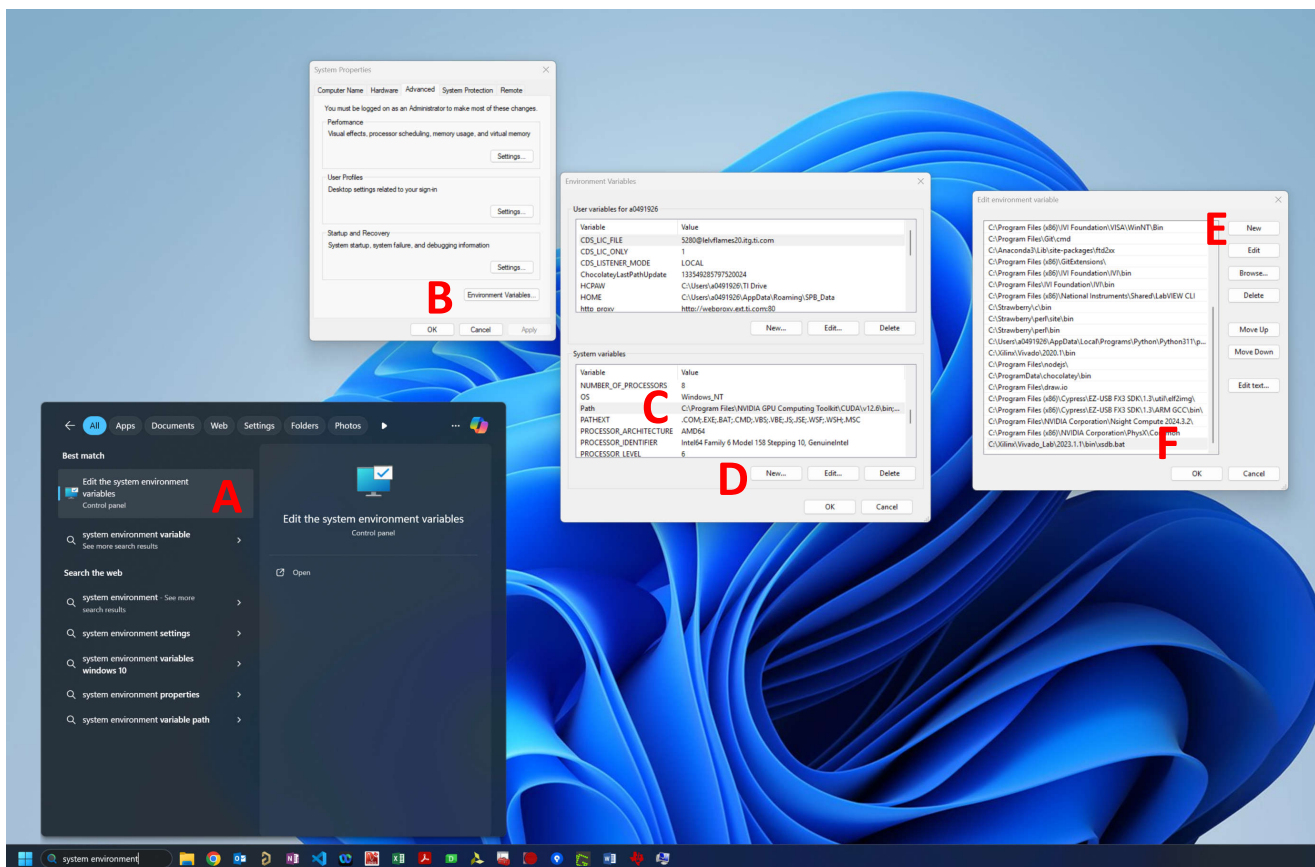 System Properties
Computer Name Hardware Advanced System Protection Remote
You must be logged on as an Administrator to make most of these changes.
Performance
Visual effects, processor scheduling, memory usage, and virtual memory
Settings...
User Profiles
Desktop settings related to your sign-in
Settings...
Startup and Recovery
System startup, system failure, and debugging information
Settings...
B
Environment Variables...
OK Cancel Apply
Environment Variables
User variables for a0491926
Variable Value
CDS_LIC_FILE 5280@lelvflames20.itg.ti.com
CDS_LIC_ONLY 1
CDS_LISTENER_MODE LOCAL
ChocolateyLastPathUpdate 133549285797520024
HCPAW C:\Users\a0491926\TI Drive
HOME C:\Users\a0491926\AppData\Roaming\SPB_Data
http_proxy http://webproxy.ext.ti.com:80
New... Edit... Delete
System variables
Variable Value
NUMBER_OF_PROCESSORS 8
OS Windows_NT
C
Path C:\Program Files\NVIDIA GPU Computing Toolkit\CUDA\v12.6\bin;...
PATHEXT .COM;.EXE;.BAT;.CMD;.VBS;.VBE;.JS;.JSE;.WSF;.WSH;.MSC
PROCESSOR_ARCHITECTURE AMD64
PROCESSOR_IDENTIFIER Intel64 Family 6 Model 158 Stepping 10, GenuineIntel
PROCESSOR_LEVEL 6
D
New... Edit... Delete
OK Cancel
Edit environment variable
C:\Program Files (x86)\IVI Foundation\VISA\WinNT\Bin
C:\Program Files\Git\cmd
C:\Anaconda3\Lib\site-packages\ftd2xx
C:\Program Files (x86)\GitExtensions\
C:\Program Files (x86)\IVI Foundation\IVI\bin
C:\Program Files\IVI Foundation\IVI\bin
C:\Program Files (x86)\National Instruments\Shared\LabVIEW CLI
C:\Strawberry\c\bin
C:\Strawberry\perl\site\bin
C:\Strawberry\perl\bin
C:\Users\a0491926\AppData\Local\Programs\Python\Python311\p...
C:\Xilinx\Vivado\2020.1\bin
C:\Program Files\nodejs\
C:\ProgramData\chocolatey\bin
C:\Program Files\draw.io
C:\Program Files (x86)\Cypress\EZ-USB FX3 SDK\1.3\util\elf2img\
C:\Program Files (x86)\Cypress\EZ-USB FX3 SDK\1.3\ARM GCC\bin\
C:\Program Files\NVIDIA Corporation\Nsight Compute 2024.3.2\
C:\Program Files (x86)\NVIDIA Corporation\PhysX\Common
C:\Xilinx\Vivado_Lab\2023.1.1\bin\xsdb.bat
E
New
Edit
Browse...
Delete
Move Up
Move Down
Edit text...
F
OK Cancel
All Apps Documents Web Settings Folders Photos
Best match
Edit the system environment
variables
Control panel
A
system environment variable
See more search results
Search the web
system environment - See more
search results
system environment settings
system environment variables
windows 10
system environment properties
system environment variable path
Edit the system environment variables
Control panel
Open
system environment